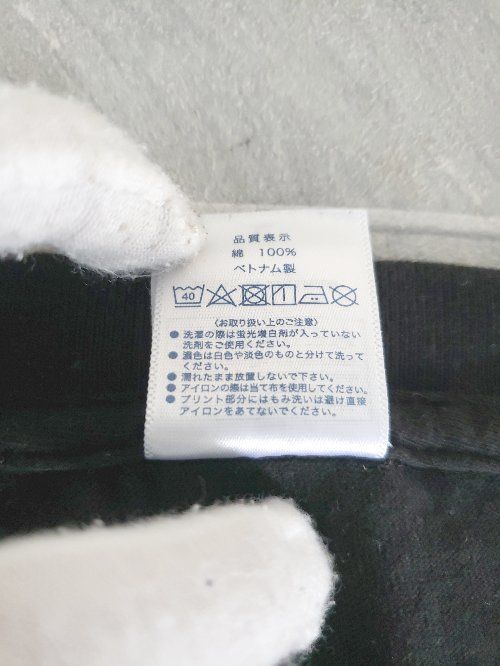 品質表示
綿 100%
ベトナム製
40
〈お取り扱い上のご注意〉
● 洗濯の際は蛍光増白剤が入っていない
洗剤をご使用ください。
● 濃色は白色や淡色のものと分けて洗って
ください。
● 濡れたまま放置しないで下さい。
● アイロンの際は当て布を使用してください。
● プリント部分にはもみ洗いは避け直接
アイロンをあてないでください。